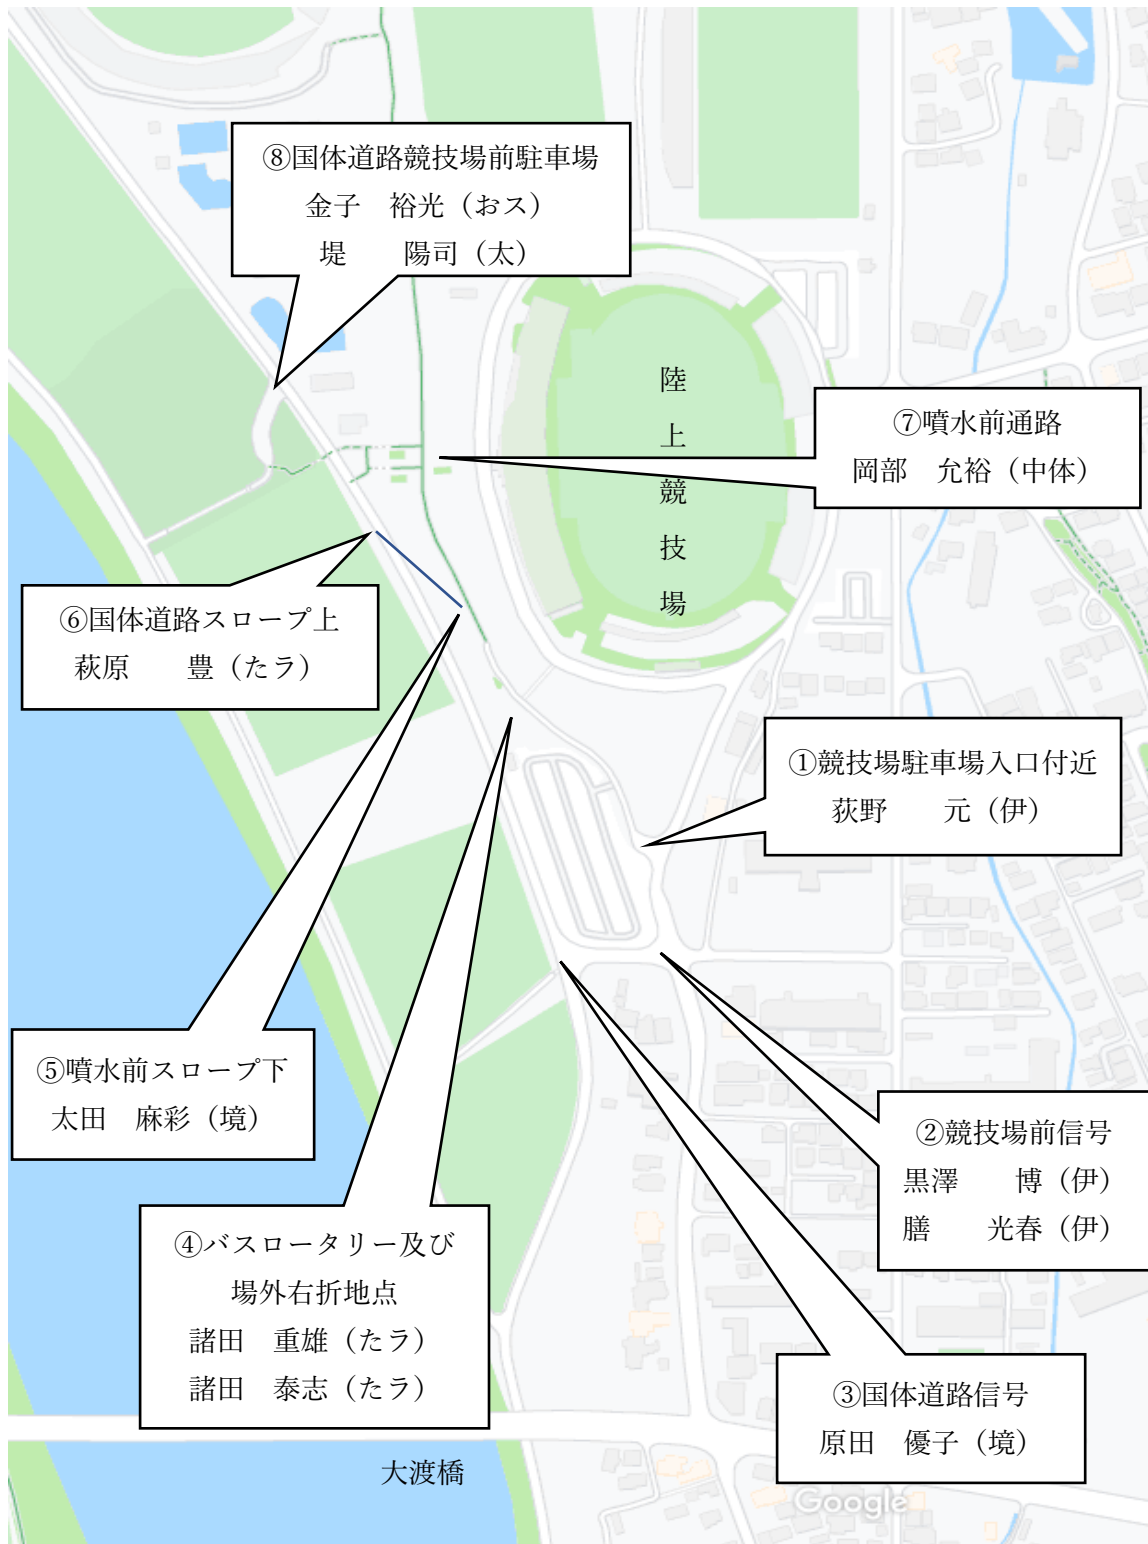 ⑧国体道路競技場前駐車場
金子　裕光（おス）
堤　　陽司（太）
陸上競技場
⑦噴水前通路
岡部　允裕（中体）
⑥国体道路スロープ上
萩原　　豊（たラ）
①競技場駐車場入口付近
荻野　　元（伊）
⑤噴水前スロープ下
太田　麻彩（境）
②競技場前信号
黒澤　　博（伊）
膳　　光春（伊）
④バスロータリー及び
場外右折地点
諸田　重雄（たラ）
諸田　泰志（たラ）
③国体道路信号
原田　優子（境）
大渡橋
Google